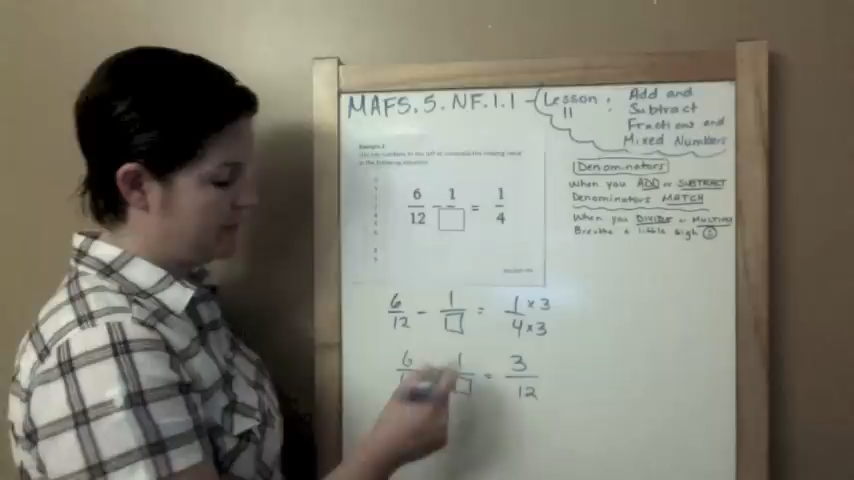 MAFS.5.NF.1.1 - Lesson 11 : Add and
Subtract
Fractions and
Mixed Numbers
Denominators
When you ADD or SUBTRACT
Denominators MATCH
When you DIVIDE or MULTIPLY
Breathe a little sigh
6/12 - 1/□ = 1/4
6/12 - 1/□ = 1 × 3 / 4 × 3
6 1/□ = 3/12